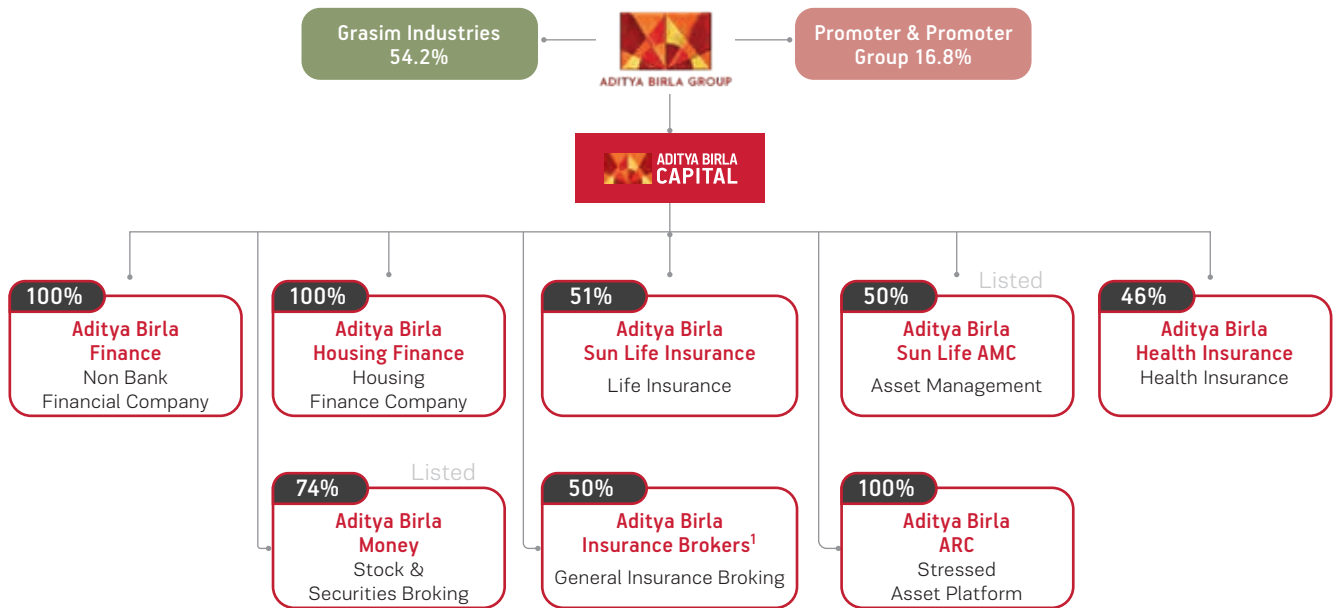 Grasim Industries
54.2%
ADITYA BIRLA GROUP
Promoter & Promoter
Group 16.8%
ADITYA BIRLA
CAPITAL
100%
Aditya Birla
Finance
Non Bank
Financial Company
100%
Aditya Birla
Housing Finance
Housing
Finance Company
51%
Aditya Birla
Sun Life Insurance
Life Insurance
Listed
50%
Aditya Birla
Sun Life AMC
Asset Management
46%
Aditya Birla
Health Insurance
Health Insurance
Listed
74%
Aditya Birla
Money
Stock &
Securities Broking
50%
Aditya Birla
Insurance Brokers¹
General Insurance Broking
100%
Aditya Birla
ARC
Stressed
Asset Platform